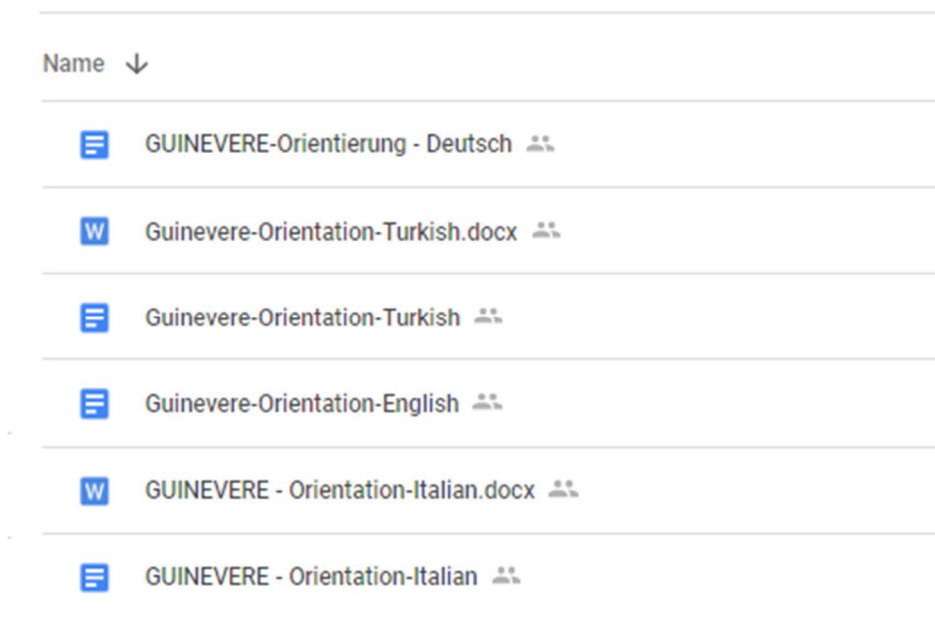 Name
GUINEVERE-Orientierung - Deutsch
W Guinevere-Orientation-Turkish.docx
Guinevere-Orientation-Turkish
Guinevere-Orientation-English
W GUINEVERE - Orientation-Italian.docx
GUINEVERE - Orientation-Italian